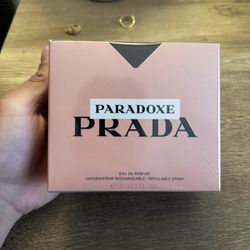 PARADOXE
PRADA
EAU DE PARFUM
VAPORISATEUR RECHARGEABLE / REFILLABLE SPRAY